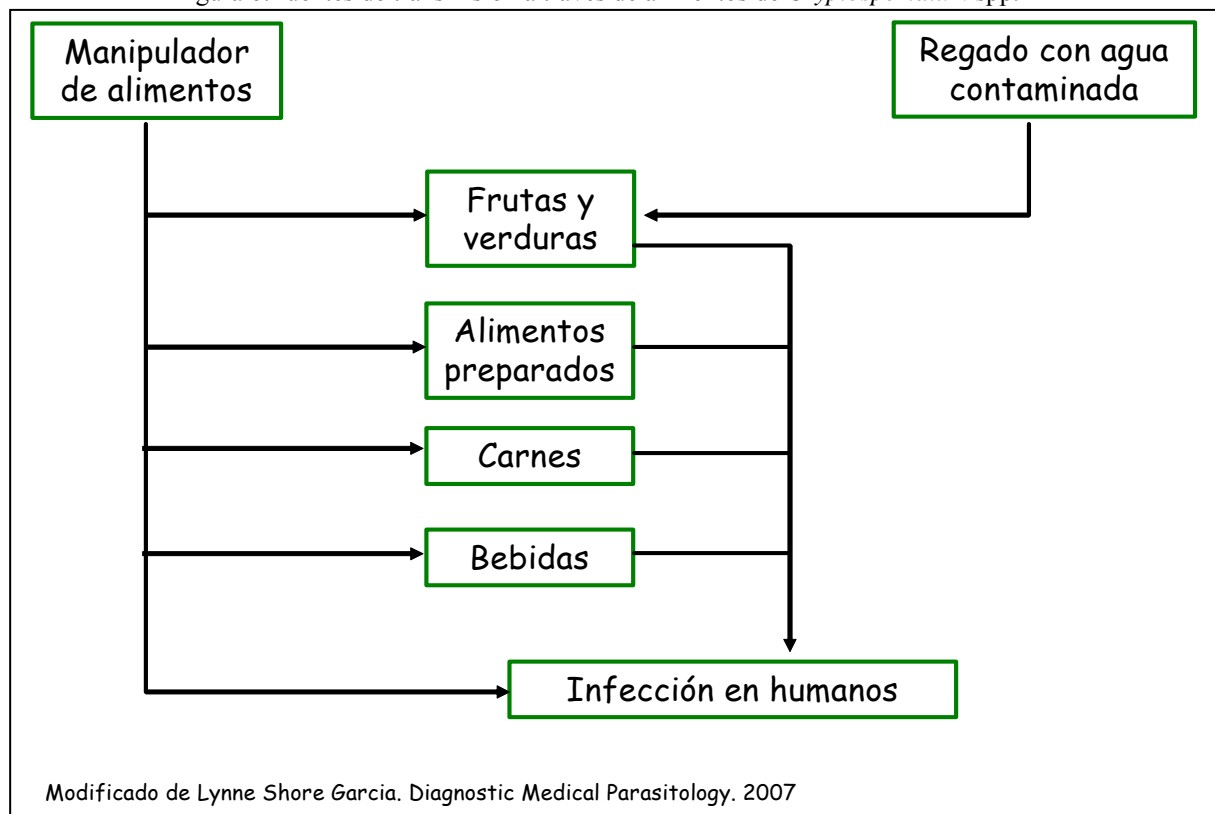 Manipulador
de alimentos
Regado con agua
contaminada
Frutas y
verduras
Alimentos
preparados
Carnes
Bebidas
Infección en humanos
Modificado de Lynne Shore Garcia. Diagnostic Medical Parasitology. 2007